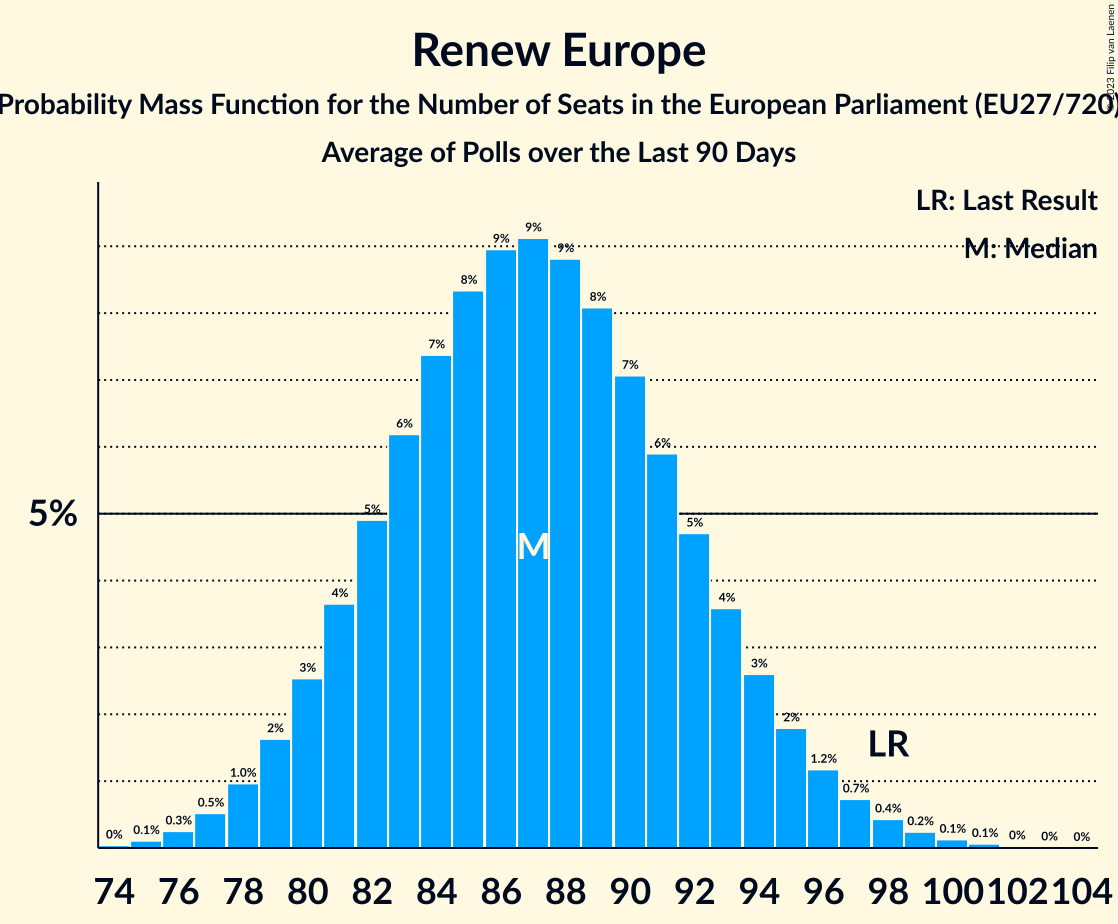 Renew Europe
Probability Mass Function for the Number of Seats in the European Parliament (EU27/720)
Average of Polls over the Last 90 Days
LR: Last Result
M: Median
5%
0% 0.1% 0.3% 0.5% 1.0% 2% 3% 4% 5% 6% 7% 8% 9% 9% 9% 8% 7% 6% 5% 4% 3% 2% 1.2% 0.7% 0.4% 0.2% 0.1% 0.1% 0% 0% 0%
M
LR
74 76 78 80 82 84 86 88 90 92 94 96 98 100 102 104
2023 Filip van Laenen